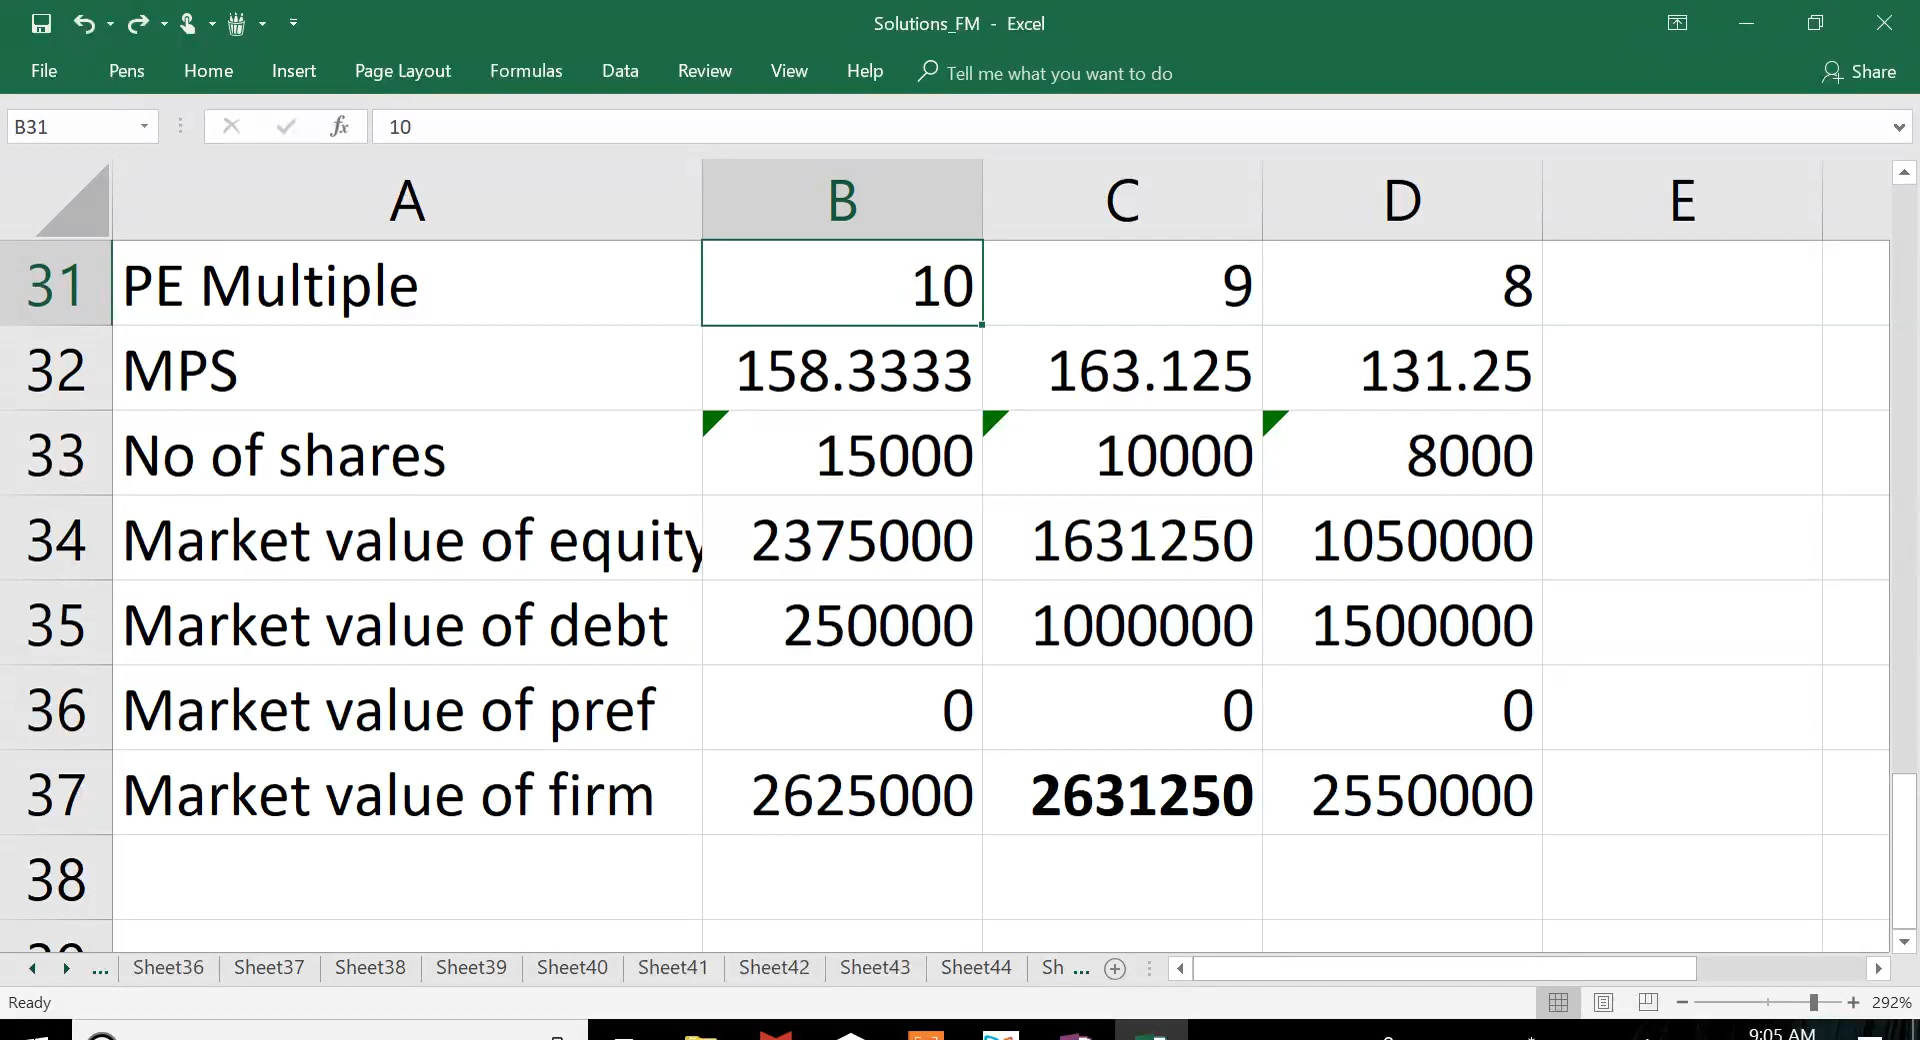 Solutions_FM - Excel
File Pens Home Insert Page Layout Formulas Data Review View Help Tell me what you want to do Share
B31 fx 10
A B C D E
31 PE Multiple 10 9 8
32 MPS 158.3333 163.125 131.25
33 No of shares 15000 10000 8000
34 Market value of equity 2375000 1631250 1050000
35 Market value of debt 250000 1000000 1500000
36 Market value of pref 0 0 0
37 Market value of firm 2625000 2631250 2550000
38
... Sheet36 Sheet37 Sheet38 Sheet39 Sheet40 Sheet41 Sheet42 Sheet43 Sheet44 Sh ...
Ready 292%
9:05 AM